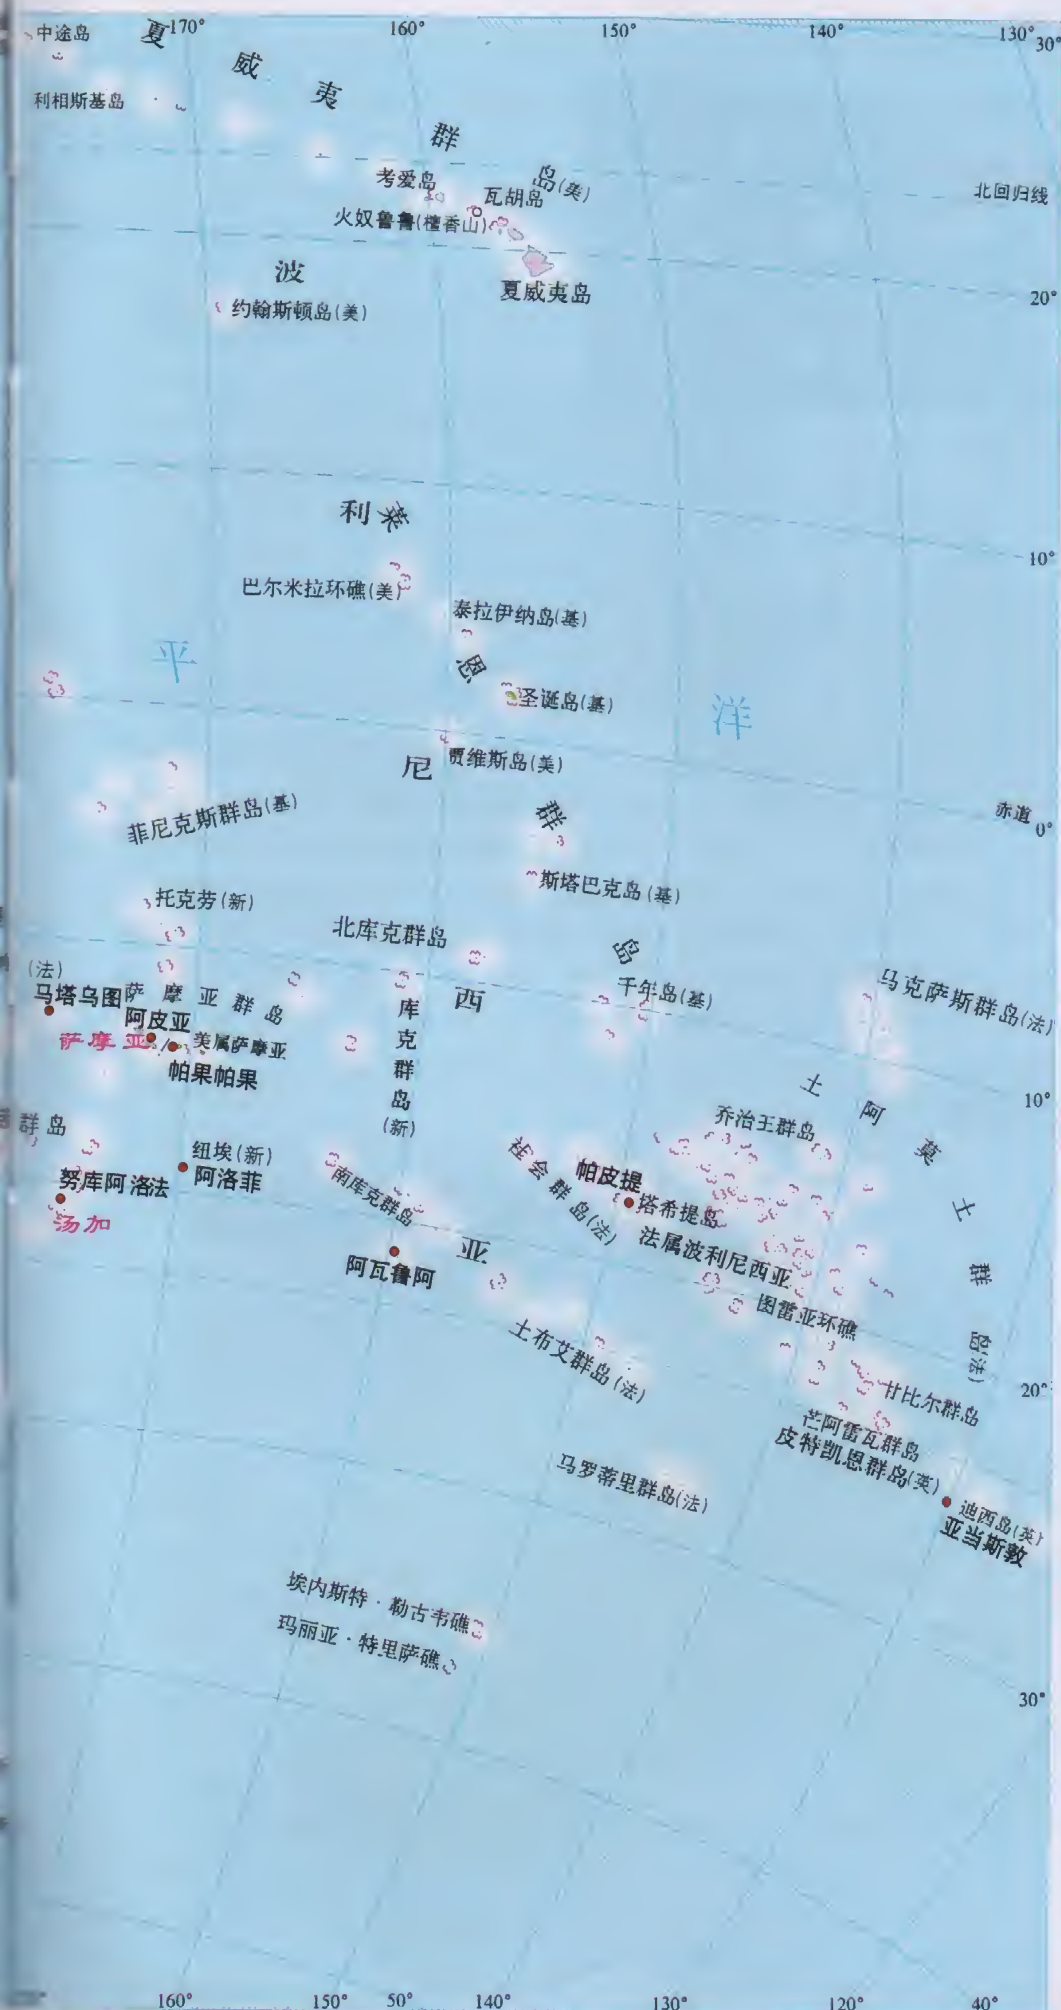 170°
160°
150°
140°
130°
30°
中途岛
夏威夷群岛(美)
利相斯基岛
考爱岛
瓦胡岛
火奴鲁鲁(檀香山)
北回归线
夏威夷岛
20°
波利尼西亚
约翰斯顿岛(美)
莱恩群岛
10°
巴尔米拉环礁(美)
泰拉伊纳岛(基)
平
洋
圣诞岛(基)
贾维斯岛(美)
赤道
0°
菲尼克斯群岛(基)
斯塔巴克岛(基)
托克劳(新)
北库克群岛
千年岛(基)
马克萨斯群岛(法)
(法)
马塔乌图
萨摩亚群岛
阿皮亚
萨摩亚
美属萨摩亚
帕果帕果
库克群岛(新)
10°
土阿莫土群岛(法)
乔治王群岛
群岛
纽埃(新)
阿洛菲
努库阿洛法
汤加
南库克群岛
阿瓦鲁阿
社会群岛(法)
帕皮提
塔希提岛
法属波利尼西亚
图雷亚环礁
土布艾群岛(法)
20°
甘比尔群岛
芒阿雷瓦群岛
皮特凯恩群岛(英)
迪西岛(英)
亚当斯敦
马罗蒂里群岛(法)
埃内斯特·勒古韦礁
玛丽亚·特里萨礁
30°
160°
150°
50°
140°
130°
120°
40°